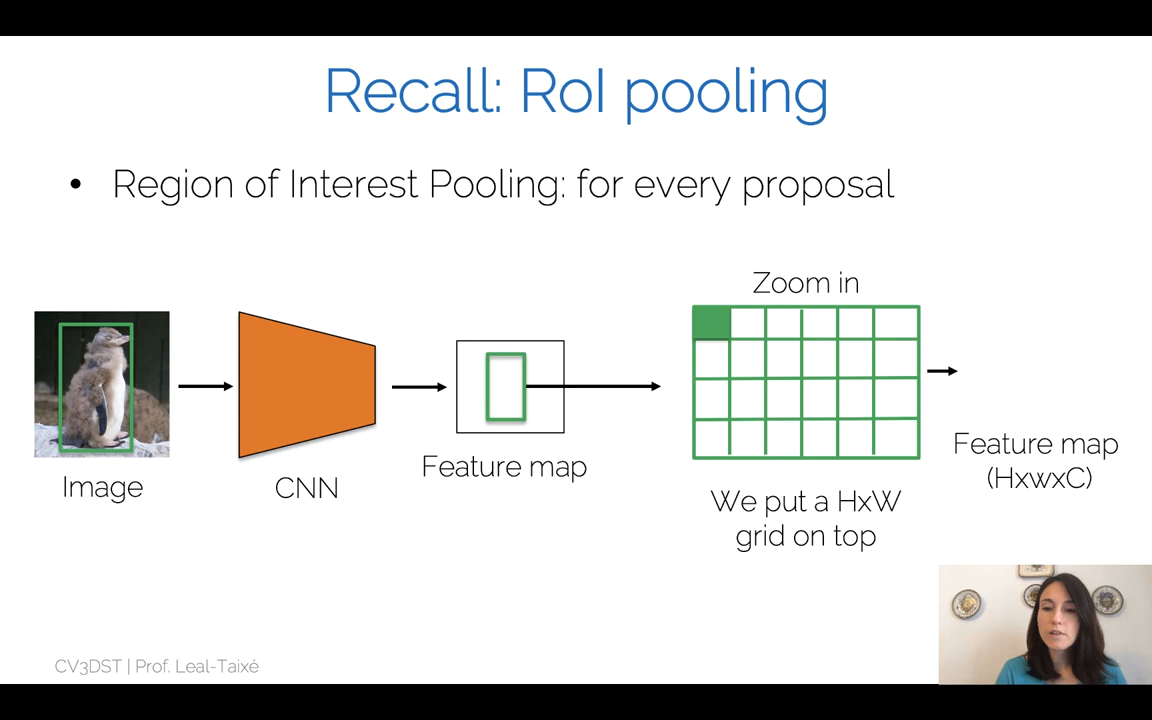 Recall: RoI pooling
• Region of Interest Pooling: for every proposal
Zoom in
Image
CNN
Feature map
We put a HxW
grid on top
Feature map
(HxwxC)
CV3DST | Prof. Leal-Taixé